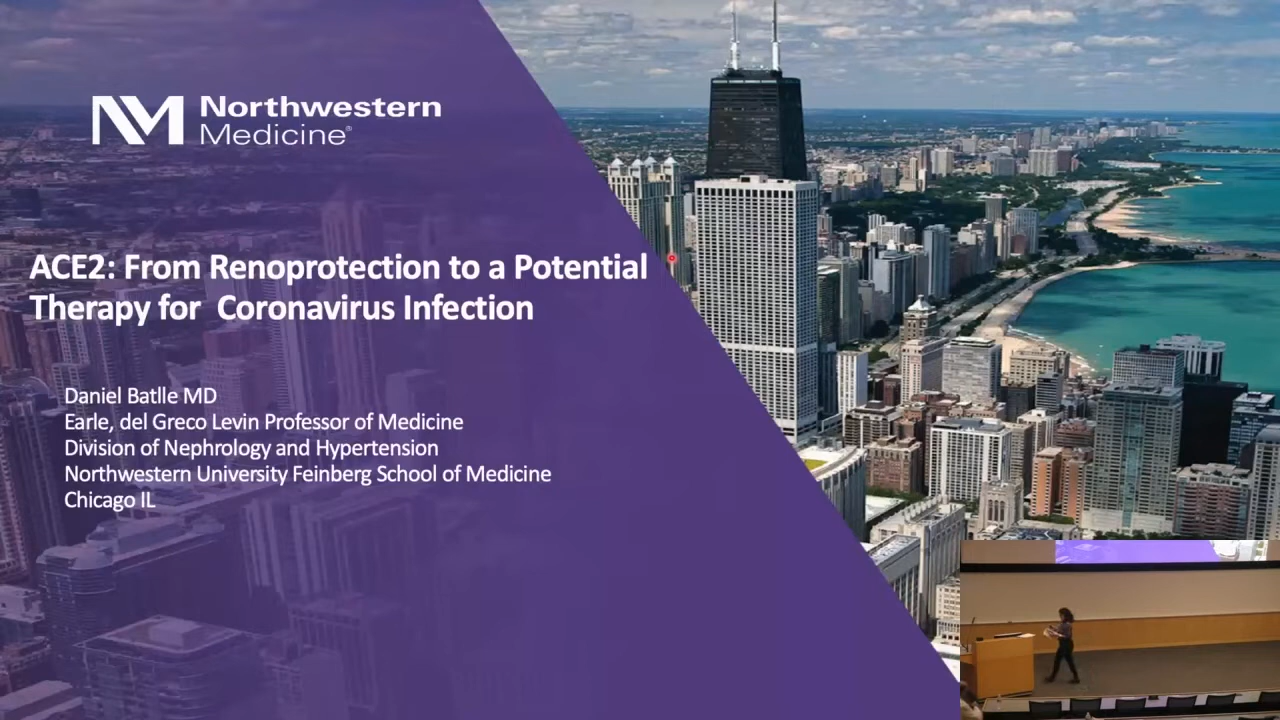 Northwestern
Medicine®
ACE2: From Renoprotection to a Potential
Therapy for Coronavirus Infection
Daniel Batlle MD
Earle, del Greco Levin Professor of Medicine
Division of Nephrology and Hypertension
Northwestern University Feinberg School of Medicine
Chicago IL